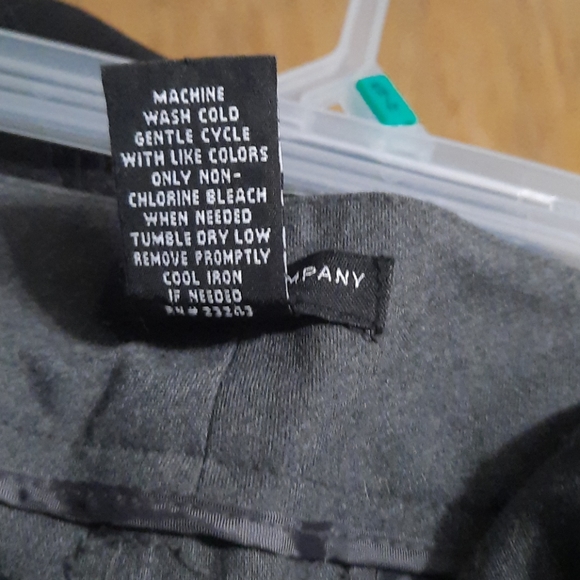 MACHINE
WASH COLD
GENTLE CYCLE
WITH LIKE COLORS
ONLY NON-
CHLORINE BLEACH
WHEN NEEDED
TUMBLE DRY LOW
REMOVE PROMPTLY
COOL IRON
IF NEEDED
MPANY